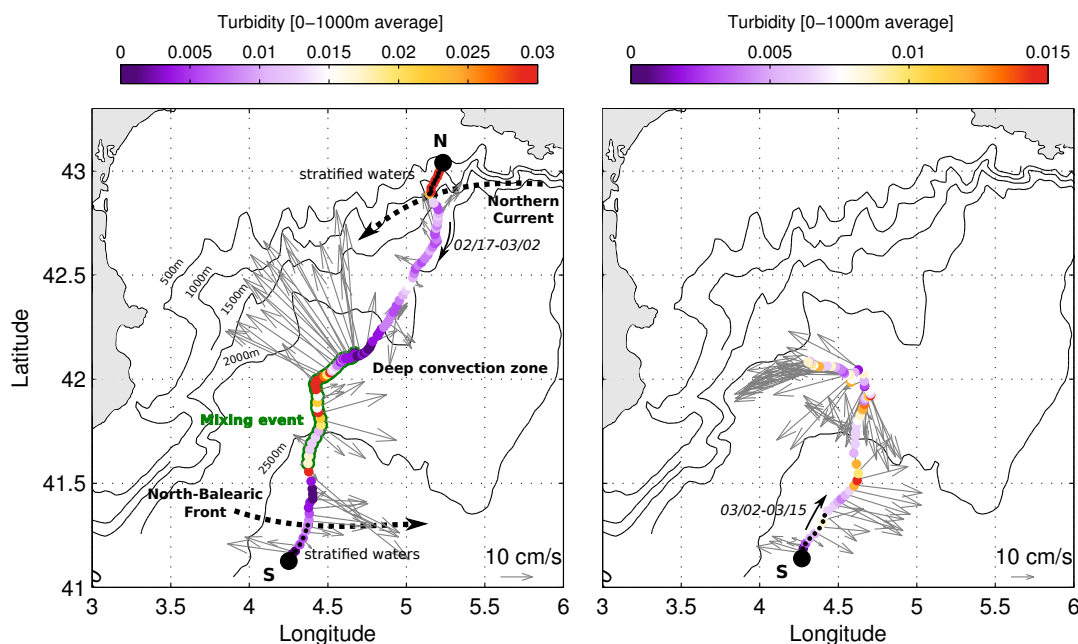 Turbidity [0−1000m average]
0 0.005 0.01 0.015 0.02 0.025 0.03
N
stratified waters
Northern
Current
02/17-03/02
500m
1000m
1500m
2000m
Deep convection zone
Mixing event
2500m
North-Balearic
Front
stratified waters
S
10 cm/s
43
42.5
42
41.5
41
Latitude
3 3.5 4 4.5 5 5.5 6
Longitude
Turbidity [0−1000m average]
0 0.005 0.01 0.015
03/02-03/15
S
10 cm/s
3 3.5 4 4.5 5 5.5 6
Longitude